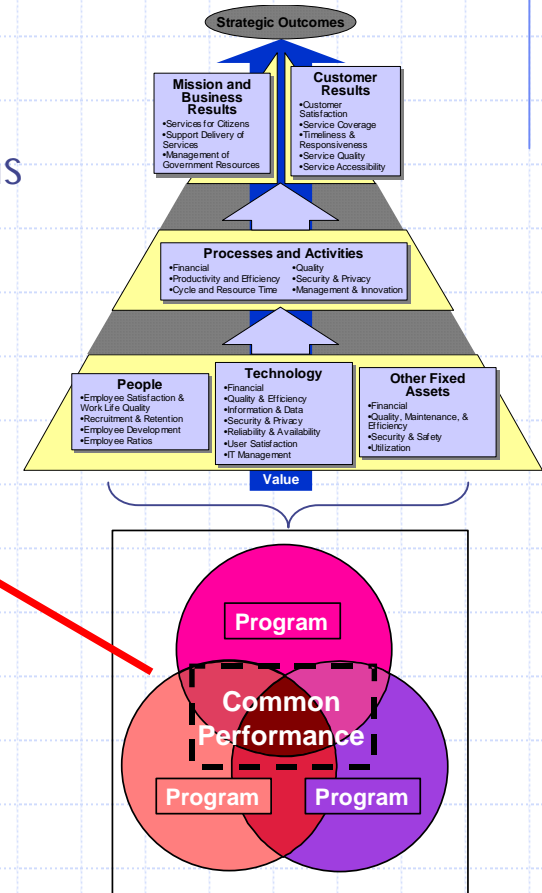 Strategic Outcomes
Mission and
Business
Results
•Services for Citizens
•Support Delivery of
Services
•Management of
Government Resources
Customer
Results
•Customer
Satisfaction
•Service Coverage
•Timeliness &
Responsiveness
•Service Quality
•Service Accessibility
s
Processes and Activities
•Financial
•Productivity and Efficiency
•Cycle and Resource Time
•Quality
•Security & Privacy
•Management & Innovation
People
•Employee Satisfaction &
Work Life Quality
•Recruitment & Retention
•Employee Development
•Employee Ratios
Technology
•Financial
•Quality & Efficiency
•Information & Data
•Security & Privacy
•Reliability & Availability
•User Satisfaction
•IT Management
Other Fixed
Assets
•Financial
•Quality, Maintenance, &
Efficiency
•Security & Safety
•Utilization
Value
Program
Common
Performance
Program
Program